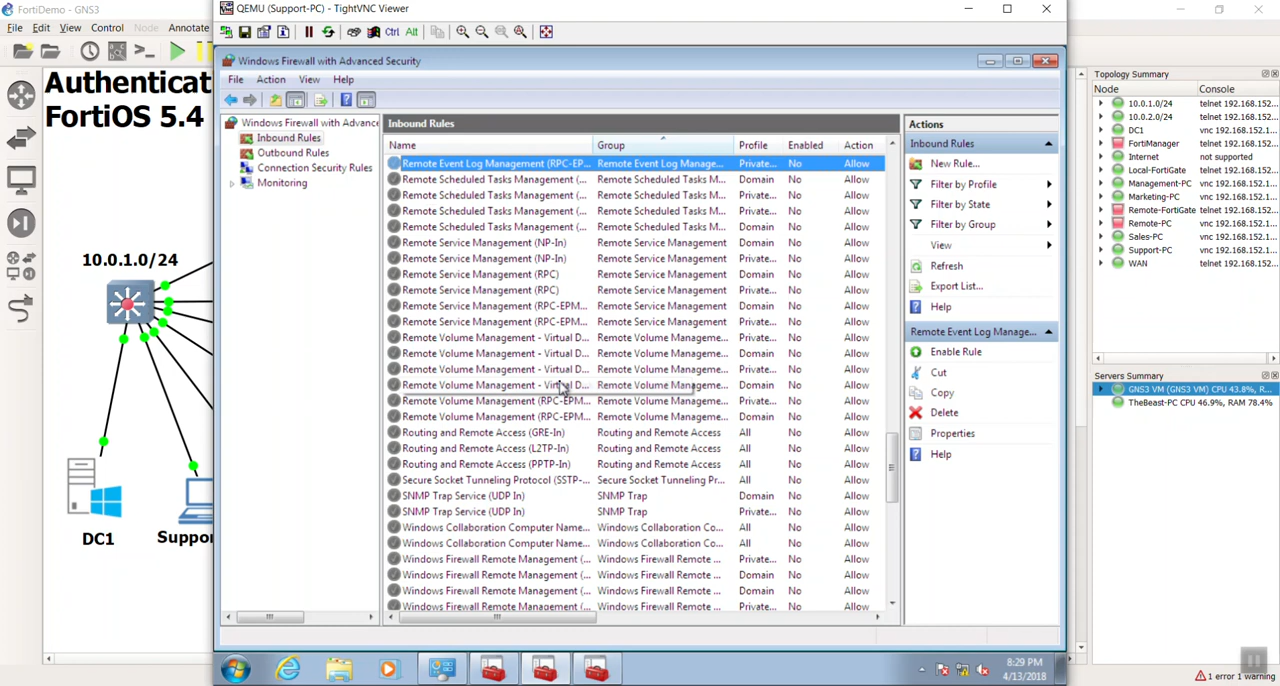 FortiDemo - GNS3
File Edit View Control Node Annotate
Authenticat
FortiOS 5.4
10.0.1.0/24
DC1
Suppor
QEMU (Support-PC) - TightVNC Viewer
Ctrl Alt
Windows Firewall with Advanced Security
File Action View Help
Windows Firewall with Advance
Inbound Rules
Outbound Rules
Connection Security Rules
Monitoring
Inbound Rules
Name Group Profile Enabled Action
Remote Event Log Management (RPC-EP... Remote Event Log Manage... Private... No Allow
Remote Scheduled Tasks Management (... Remote Scheduled Tasks M... Domain No Allow
Remote Scheduled Tasks Management (... Remote Scheduled Tasks M... Private... No Allow
Remote Scheduled Tasks Management (... Remote Scheduled Tasks M... Private... No Allow
Remote Scheduled Tasks Management (... Remote Scheduled Tasks M... Domain No Allow
Remote Service Management (NP-In) Remote Service Management Domain No Allow
Remote Service Management (NP-In) Remote Service Management Private... No Allow
Remote Service Management (RPC) Remote Service Management Domain No Allow
Remote Service Management (RPC) Remote Service Management Private... No Allow
Remote Service Management (RPC-EPM... Remote Service Management Domain No Allow
Remote Service Management (RPC-EPM... Remote Service Management Private... No Allow
Remote Volume Management - Virtual D... Remote Volume Manageme... Private... No Allow
Remote Volume Management - Virtual D... Remote Volume Manageme... Domain No Allow
Remote Volume Management - Virtual D... Remote Volume Manageme... Private... No Allow
Remote Volume Management - Virtual D... Remote Volume Manageme... Domain No Allow
Remote Volume Management (RPC-EPM... Remote Volume Manageme... Private... No Allow
Remote Volume Management (RPC-EPM... Remote Volume Manageme... Domain No Allow
Routing and Remote Access (GRE-In) Routing and Remote Access All No Allow
Routing and Remote Access (L2TP-In) Routing and Remote Access All No Allow
Routing and Remote Access (PPTP-In) Routing and Remote Access All No Allow
Secure Socket Tunneling Protocol (SSTP-... Secure Socket Tunneling Pr... All No Allow
SNMP Trap Service (UDP In) SNMP Trap Domain No Allow
SNMP Trap Service (UDP In) SNMP Trap Private... No Allow
Windows Collaboration Computer Name... Windows Collaboration Co... All No Allow
Windows Collaboration Computer Name... Windows Collaboration Co... All No Allow
Windows Firewall Remote Management (... Windows Firewall Remote ... Private... No Allow
Windows Firewall Remote Management (... Windows Firewall Remote ... Domain No Allow
Windows Firewall Remote Management (... Windows Firewall Remote ... Domain No Allow
Windows Firewall Remote Management (... Windows Firewall Remote ... Private... No Allow
Actions
Inbound Rules
New Rule...
Filter by Profile
Filter by State
Filter by Group
View
Refresh
Export List...
Help
Remote Event Log Manage...
Enable Rule
Cut
Copy
Delete
Properties
Help
8:29 PM
4/13/2018
Topology Summary
Node Console
10.0.1.0/24 telnet 192.168.152...
10.0.2.0/24 telnet 192.168.152...
DC1 vnc 192.168.152.1...
FortiManager telnet 192.168.152...
Internet not supported
Local-FortiGate telnet 192.168.152...
Management-PC vnc 192.168.152.1...
Marketing-PC vnc 192.168.152.1...
Remote-FortiGate telnet 192.168.152...
Remote-PC vnc 192.168.152.1...
Sales-PC vnc 192.168.152.1...
Support-PC vnc 192.168.152.1...
WAN telnet 192.168.152...
Servers Summary
GNS3 VM (GNS3 VM) CPU 43.8%, R...
TheBeast-PC CPU 46.9%, RAM 78.4%
1 error 1 warning